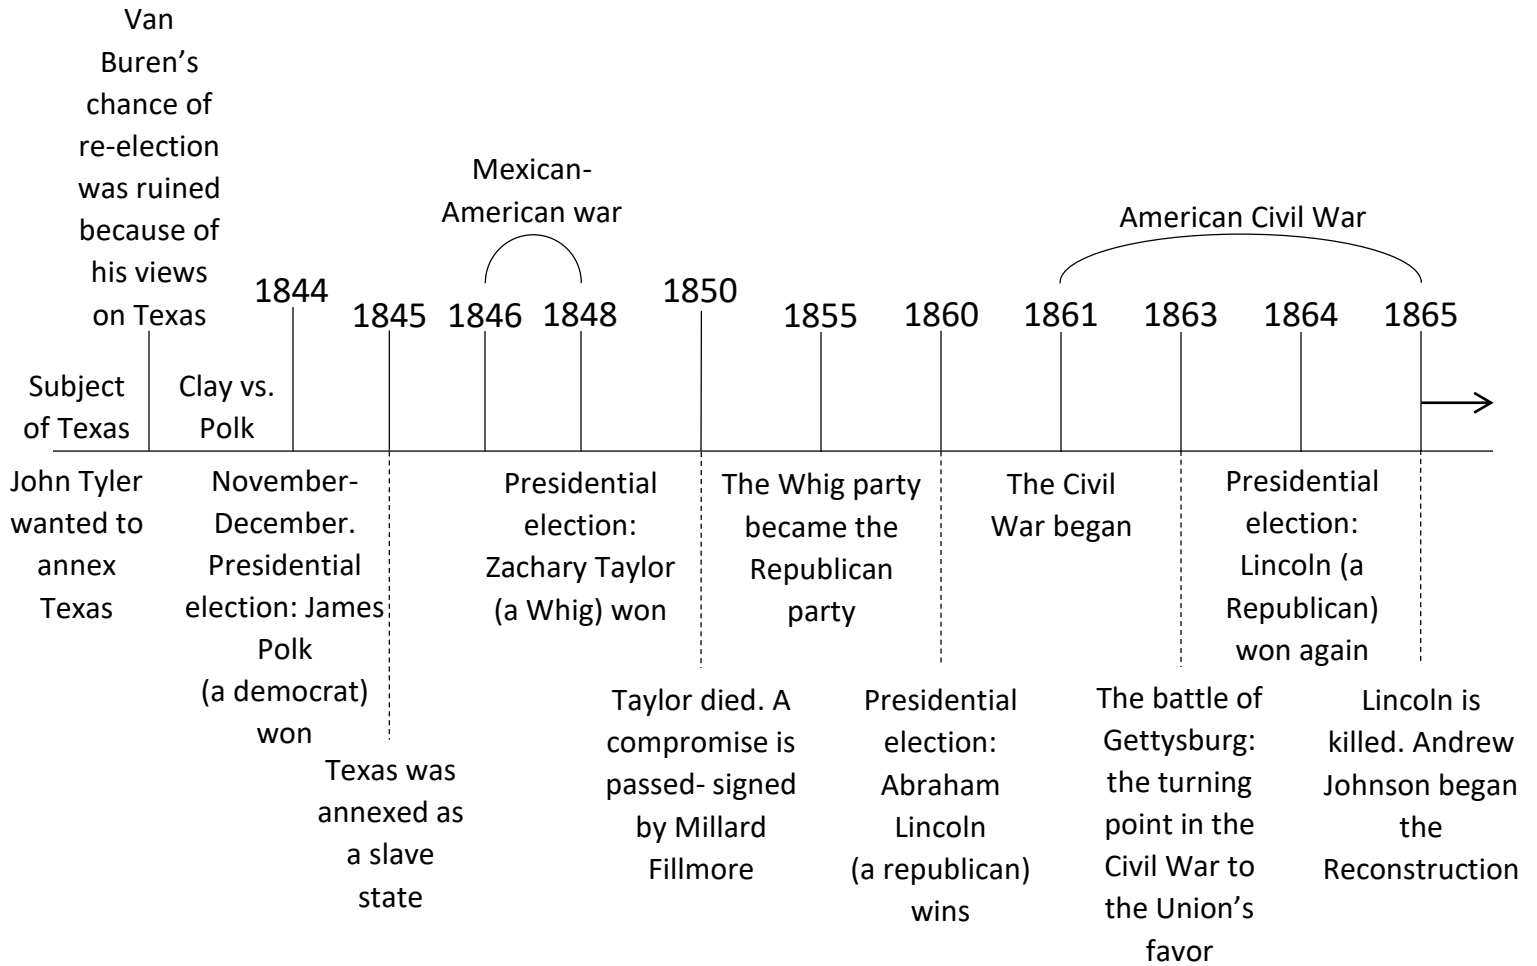 Van
Buren’s
chance of
re-election
was ruined
because of
his views
on Texas
Mexican-
American war
American Civil War
1844
1845
1846
1848
1850
1855
1860
1861
1863
1864
1865
Subject
of Texas
Clay vs.
Polk
John Tyler
wanted to
annex
Texas
November-
December.
Presidential
election: James
Polk
(a democrat)
won
Texas was
annexed as
a slave
state
Presidential
election:
Zachary Taylor
(a Whig) won
Taylor died. A
compromise is
passed- signed
by Millard
Fillmore
The Whig party
became the
Republican
party
Presidential
election:
Abraham
Lincoln
(a republican)
wins
The Civil
War began
The battle of
Gettysburg:
the turning
point in the
Civil War to
the Union’s
favor
Presidential
election:
Lincoln (a
Republican)
won again
Lincoln is
killed. Andrew
Johnson began
the
Reconstruction